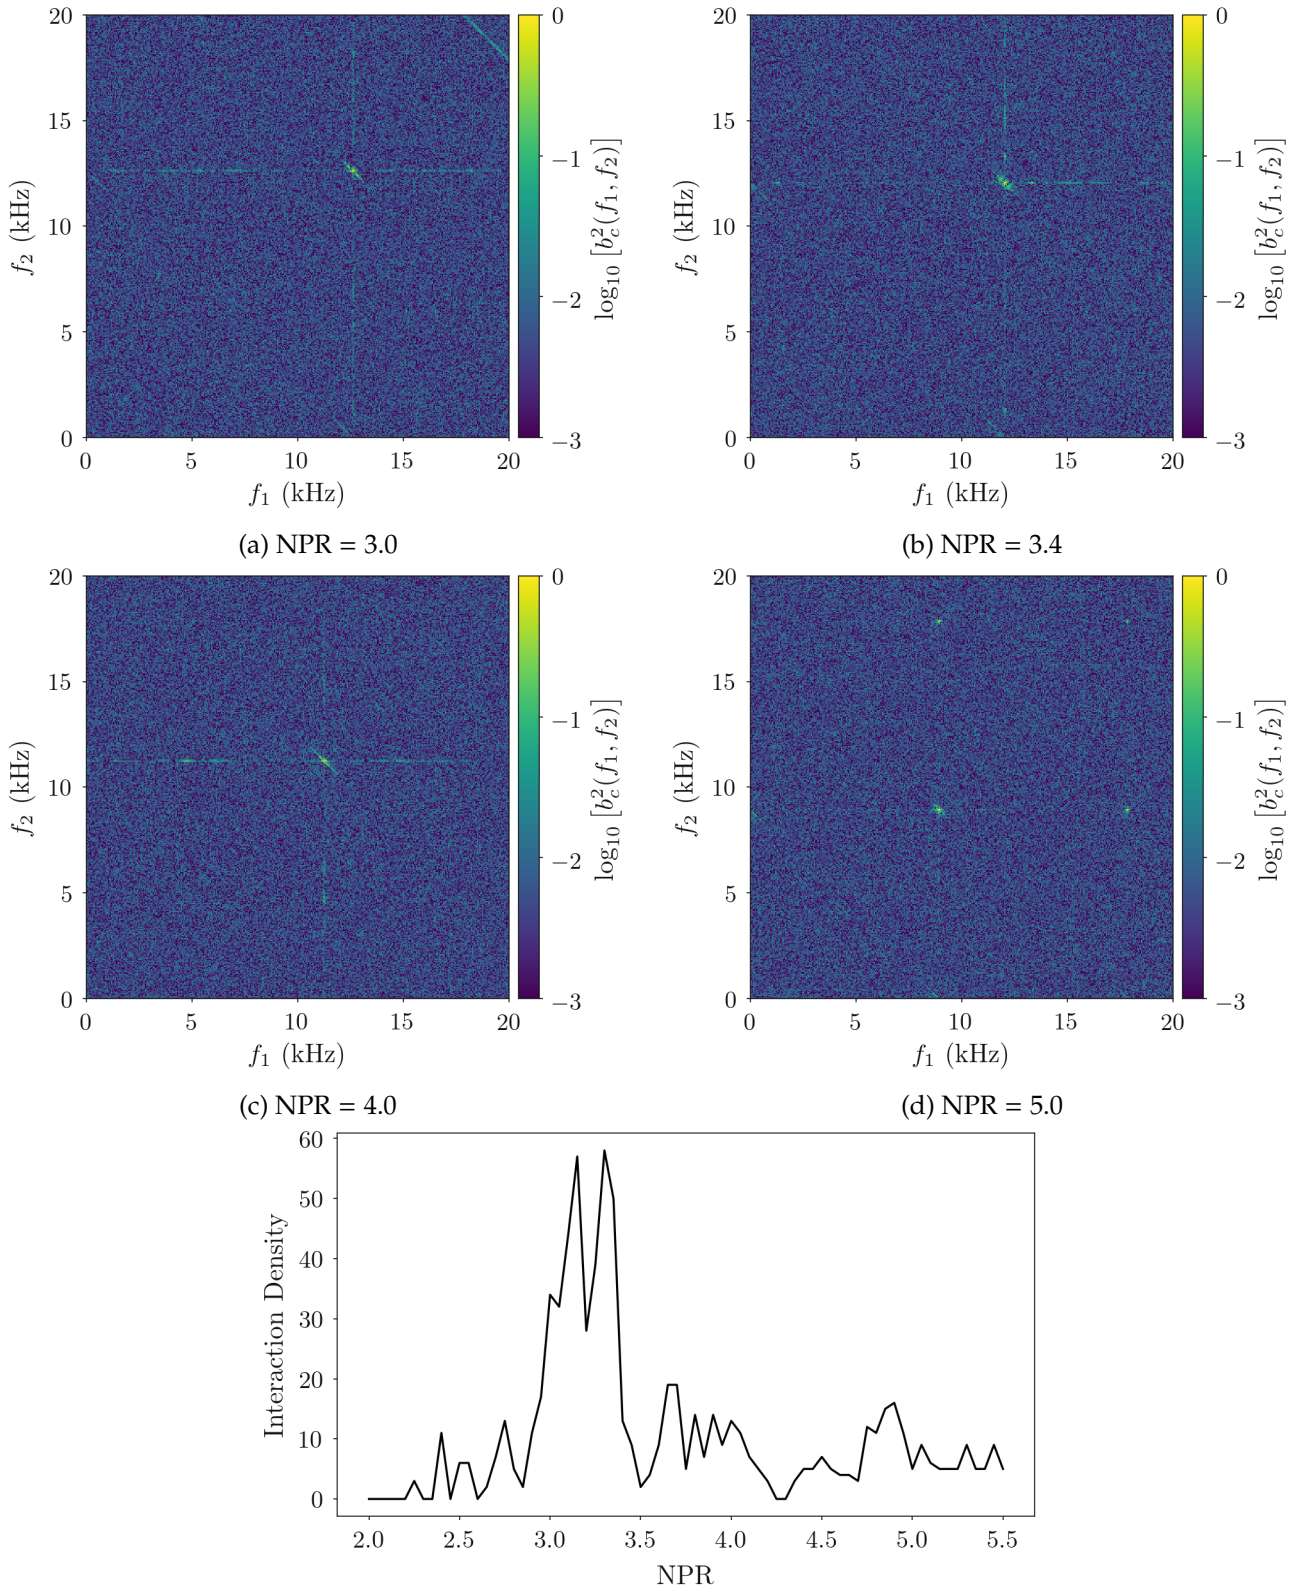 20
15
10
5
0
f₂ (kHz)
0 5 10 15 20
f₁ (kHz)
0
−1
−2
−3
log₁₀ [b²c(f₁, f₂)]
(a) NPR = 3.0
20
15
10
5
0
f₂ (kHz)
0 5 10 15 20
f₁ (kHz)
0
−1
−2
−3
log₁₀ [b²c(f₁, f₂)]
(b) NPR = 3.4
20
15
10
5
0
f₂ (kHz)
0 5 10 15 20
f₁ (kHz)
0
−1
−2
−3
log₁₀ [b²c(f₁, f₂)]
(c) NPR = 4.0
20
15
10
5
0
f₂ (kHz)
0 5 10 15 20
f₁ (kHz)
0
−1
−2
−3
log₁₀ [b²c(f₁, f₂)]
(d) NPR = 5.0
60
50
40
30
20
10
0
Interaction Density
2.0 2.5 3.0 3.5 4.0 4.5 5.0 5.5
NPR